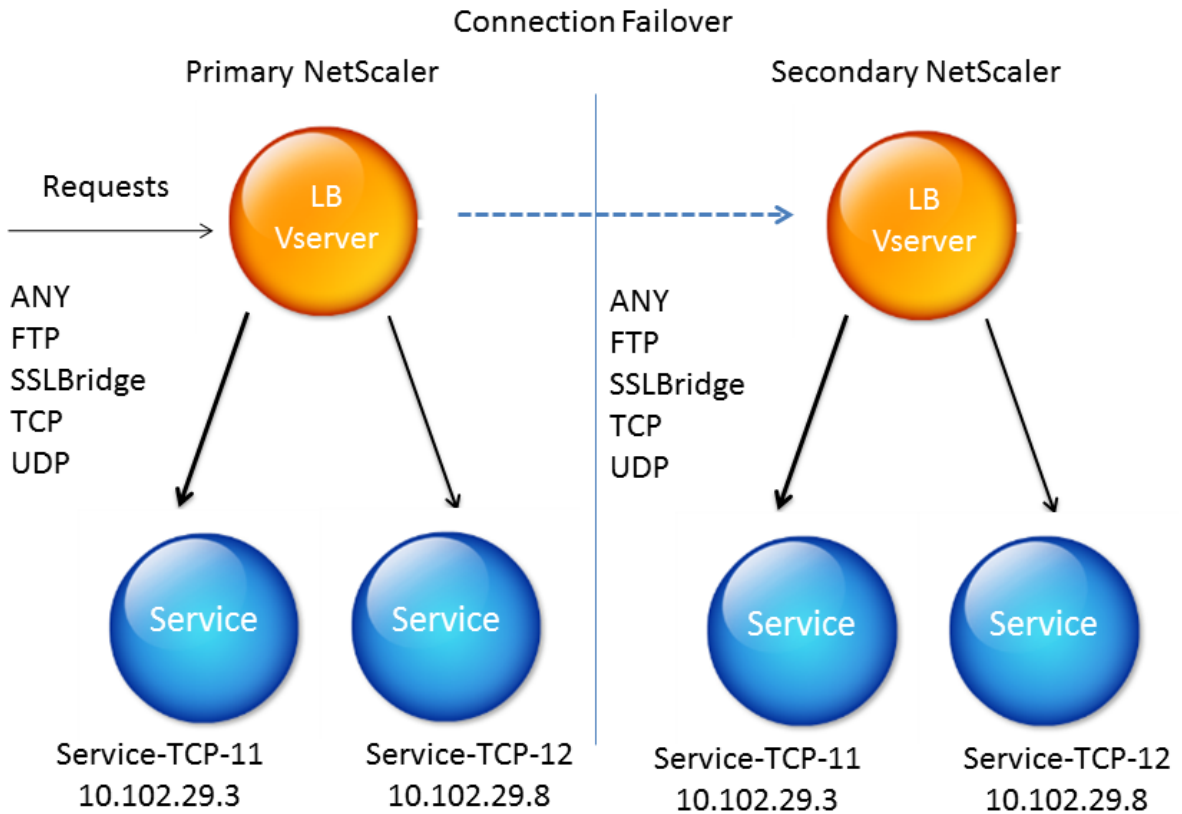 Connection Failover
Primary NetScaler
Secondary NetScaler
Requests
LB
Vserver
LB
Vserver
ANY
FTP
SSLBridge
TCP
UDP
ANY
FTP
SSLBridge
TCP
UDP
Service
Service
Service
Service
Service-TCP-11
10.102.29.3
Service-TCP-12
10.102.29.8
Service-TCP-11
10.102.29.3
Service-TCP-12
10.102.29.8